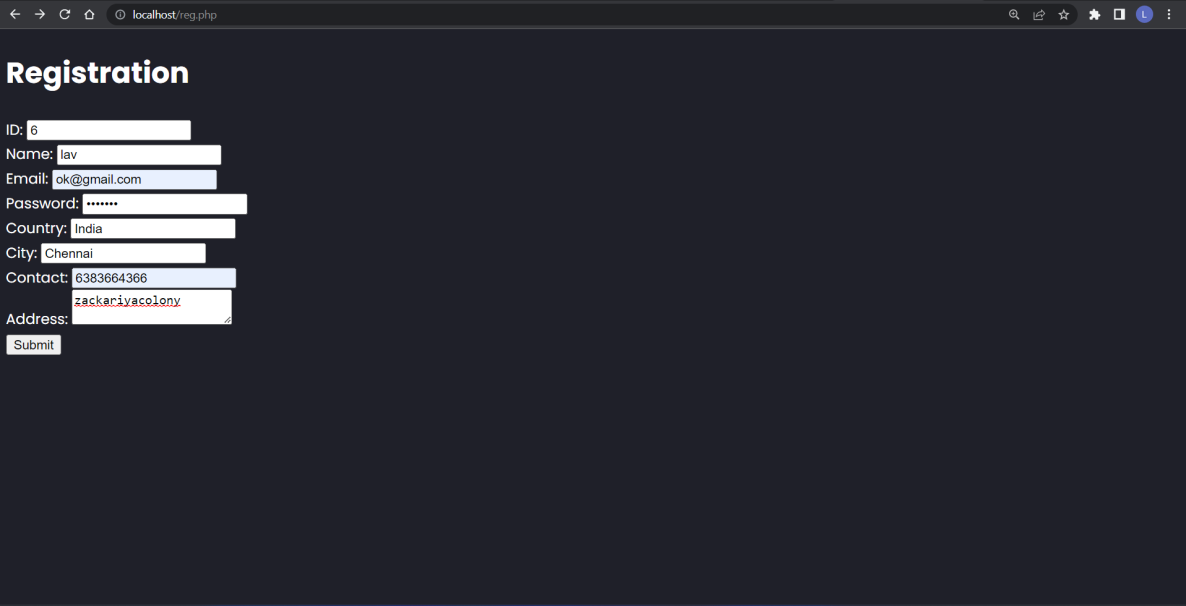 localhost/reg.php
L
Registration
ID: 6
Name: lav
Email: ok@gmail.com
Password: •••••••
Country: India
City: Chennai
Contact: 6383664366
Address: zackariyacolony
Submit